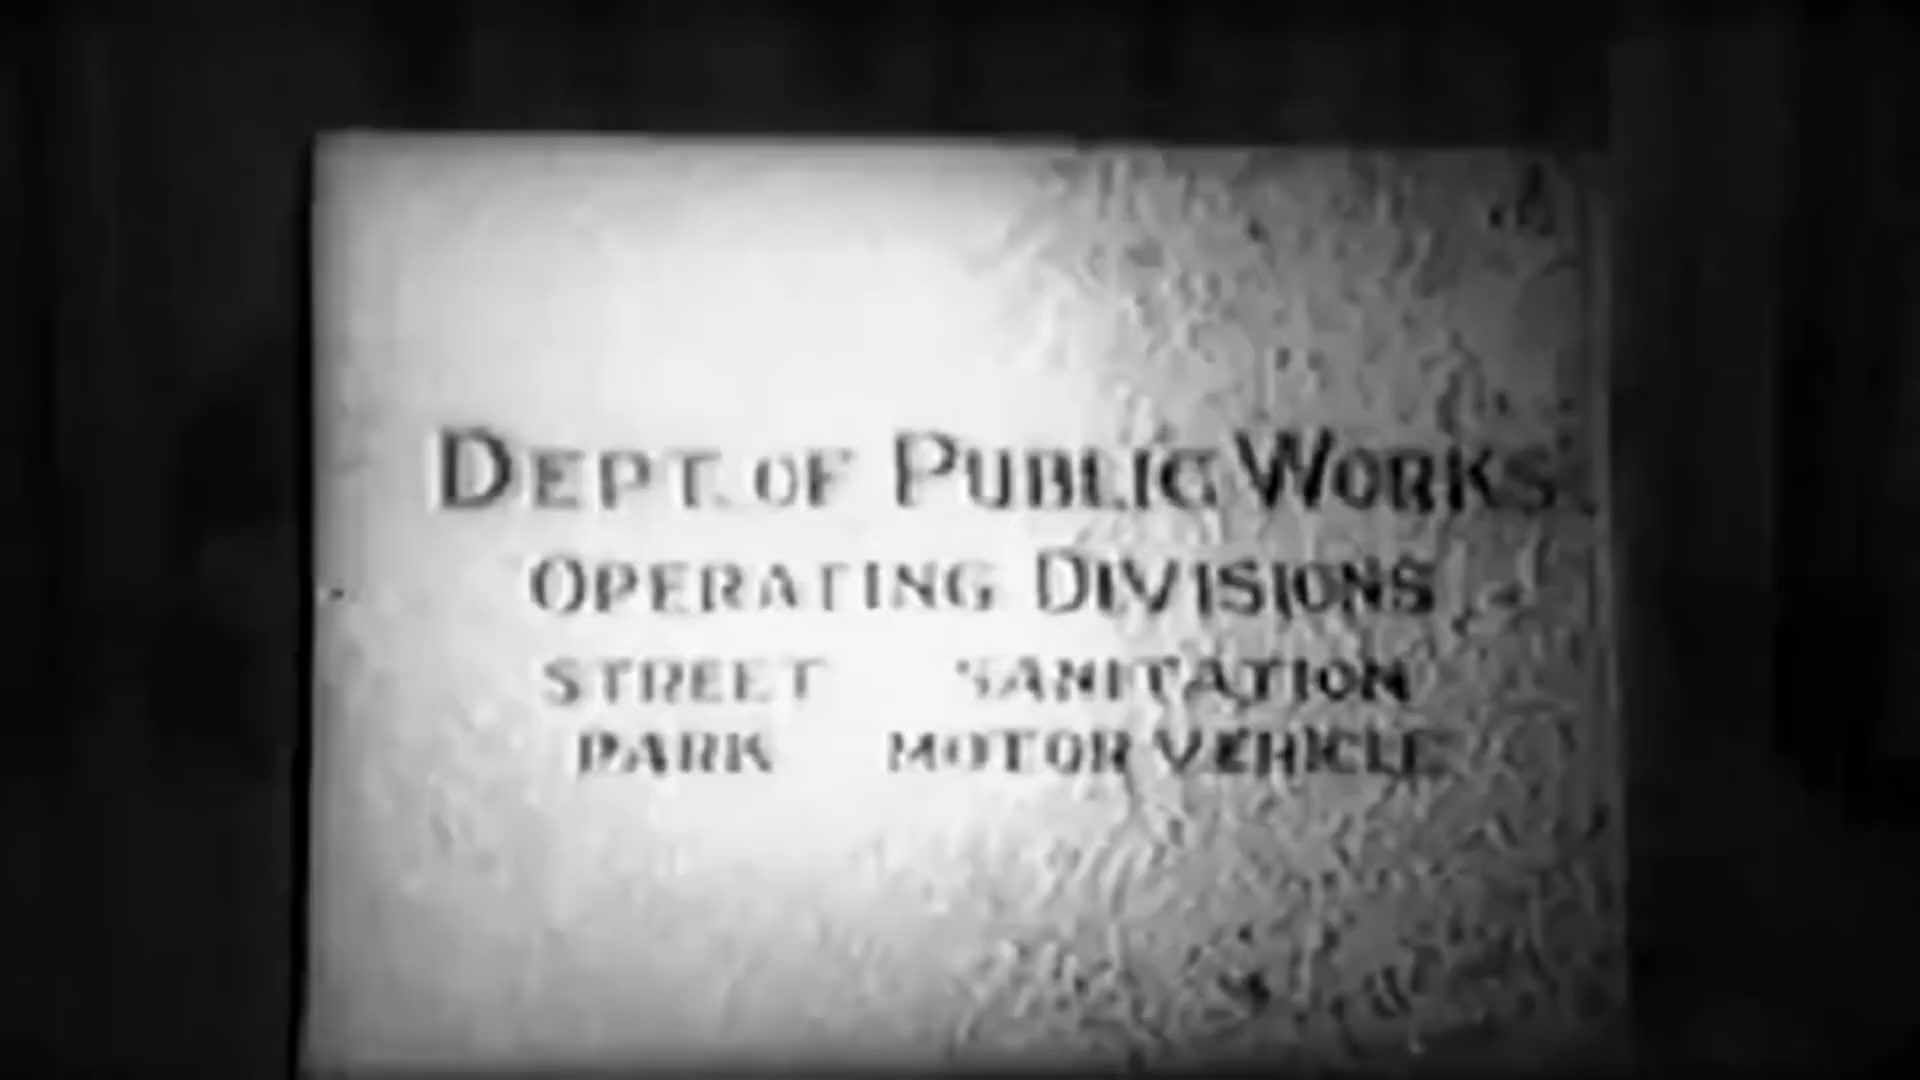 DEPT. OF PUBLIC WORKS
OPERATING DIVISIONS
STREET SANITATION
PARK MOTOR VEHICLE